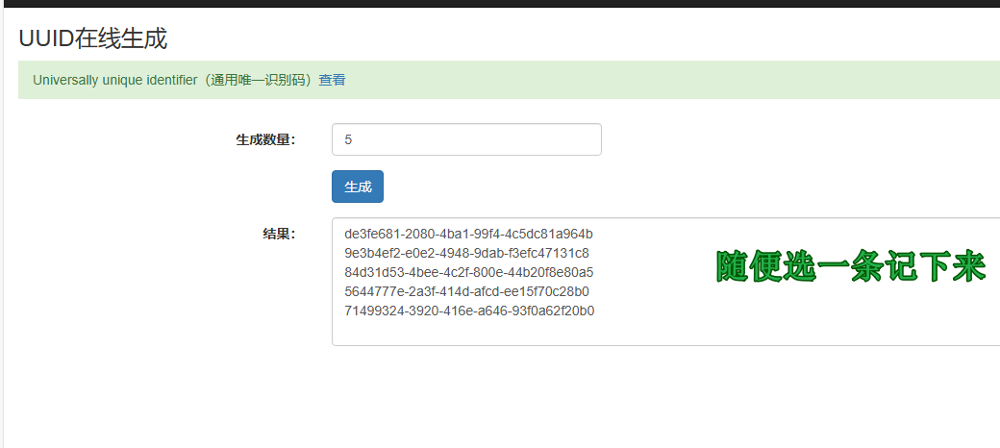 UUID在线生成
Universally unique identifier（通用唯一识别码）查看
生成数量： 5
生成
结果：
de3fe681-2080-4ba1-99f4-4c5dc81a964b
9e3b4ef2-e0e2-4948-9dab-f3efc47131c8
84d31d53-4bee-4c2f-800e-44b20f8e80a5
5644777e-2a3f-414d-afcd-ee15f70c28b0
71499324-3920-416e-a646-93f0a62f20b0
随便选一条记下来